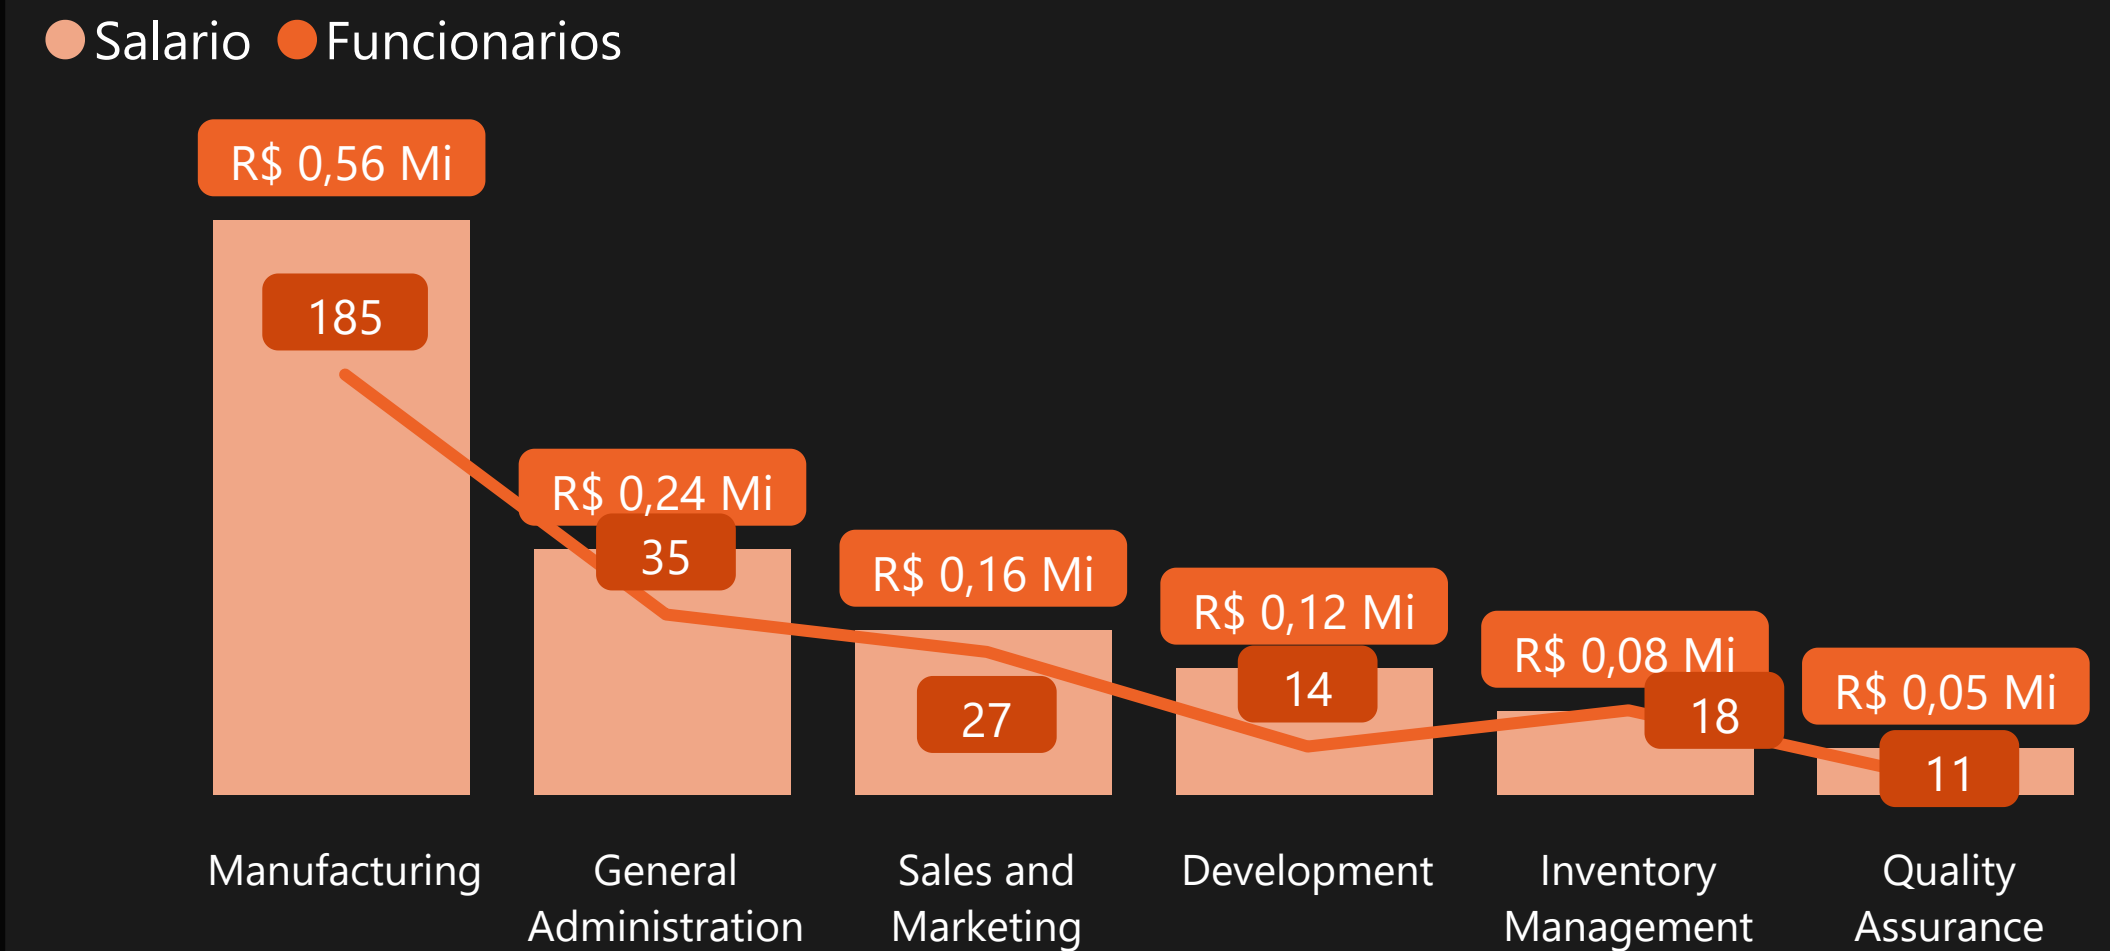 Salario Funcionarios
R$ 0,56 Mi
185
R$ 0,24 Mi
35
R$ 0,16 Mi
27
R$ 0,12 Mi
14
R$ 0,08 Mi
18
R$ 0,05 Mi
11
Manufacturing
General
Administration
Sales and
Marketing
Development
Inventory
Management
Quality
Assurance